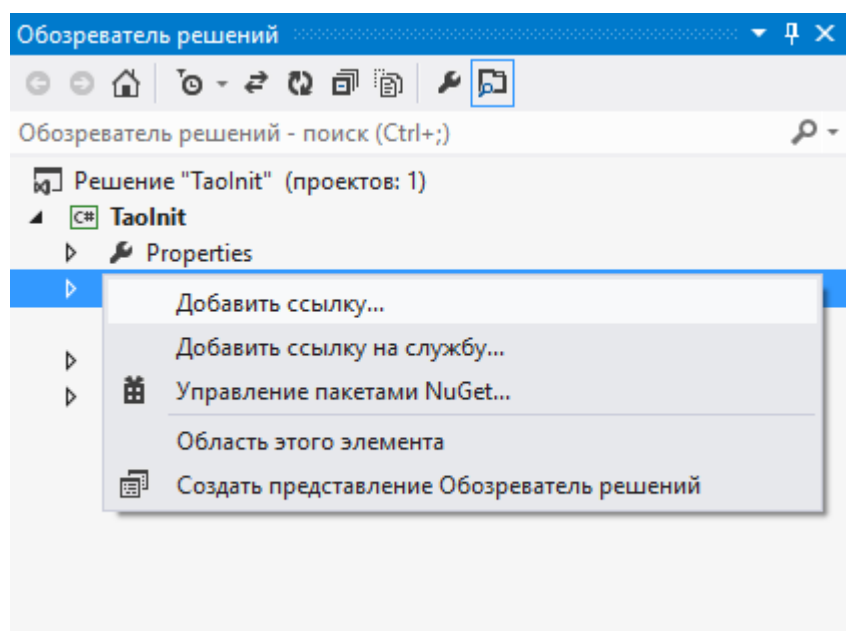 Обозреватель решений
Обозреватель решений - поиск (Ctrl+;)
Решение "TaoInit" (проектов: 1)
C# TaoInit
Properties
Добавить ссылку...
Добавить ссылку на службу...
Управление пакетами NuGet...
Область этого элемента
Создать представление Обозреватель решений